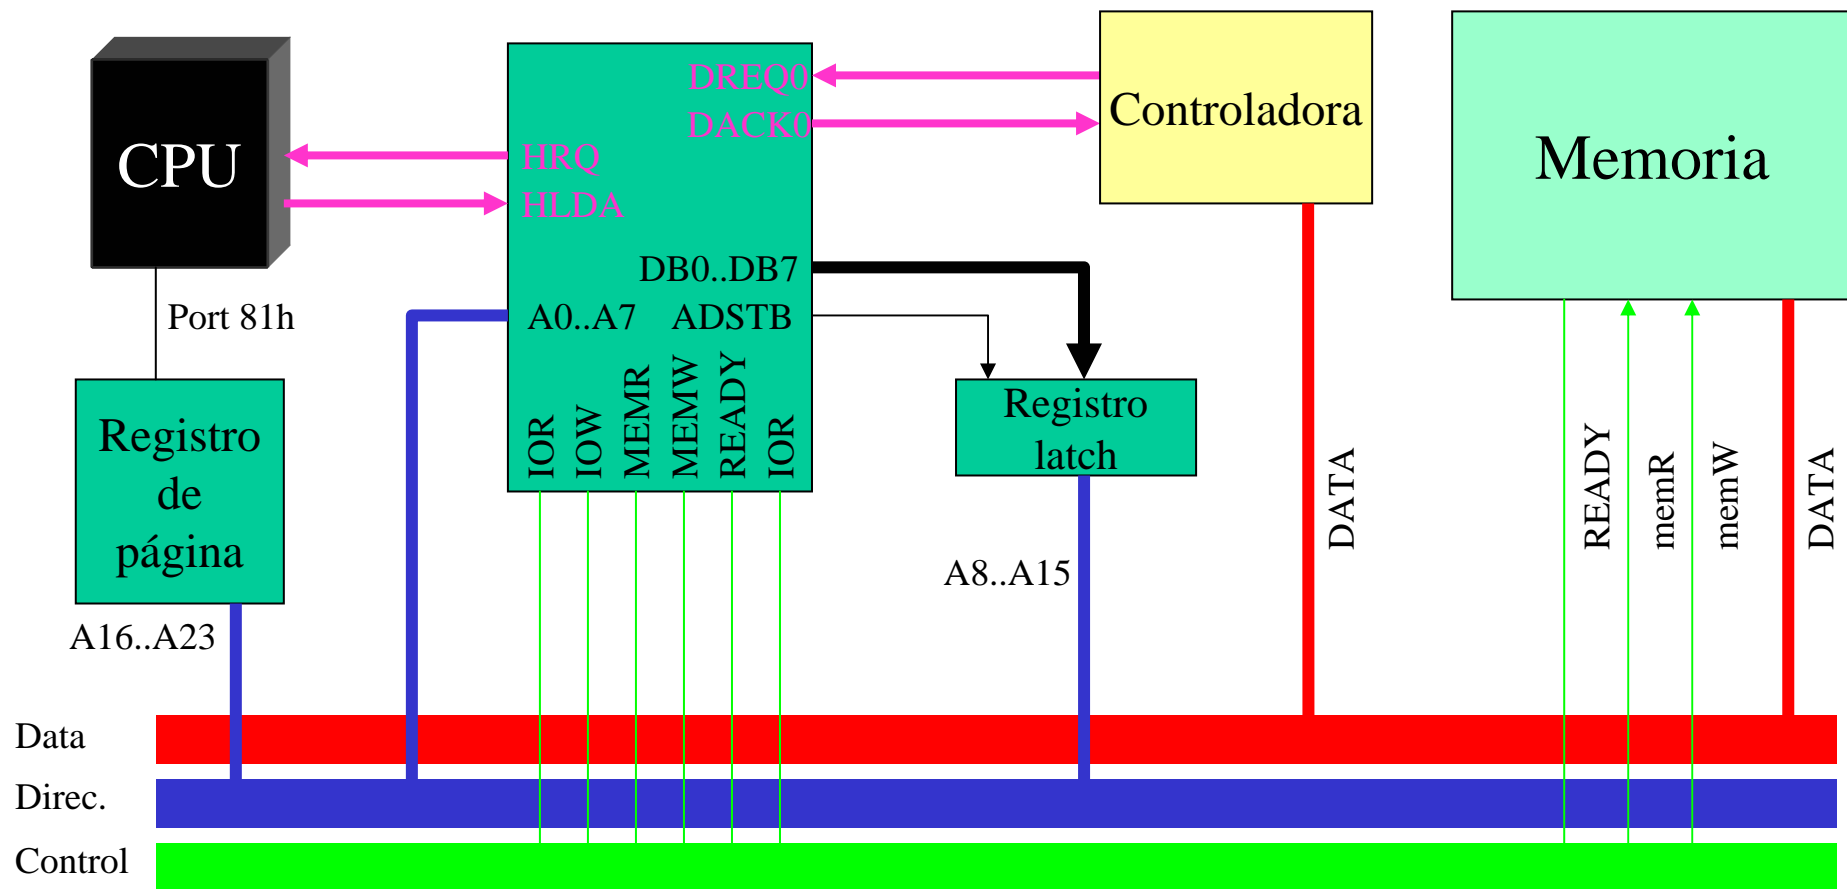 CPU
DREQ0
DACK0
HRQ
HLDA
DB0..DB7
A0..A7
ADSTB
IOR
IOW
MEMR
MEMW
READY
IOR
Controladora
Memoria
Port 81h
Registro
de
página
A16..A23
Registro
latch
A8..A15
DATA
READY
memR
memW
DATA
Data
Direc.
Control